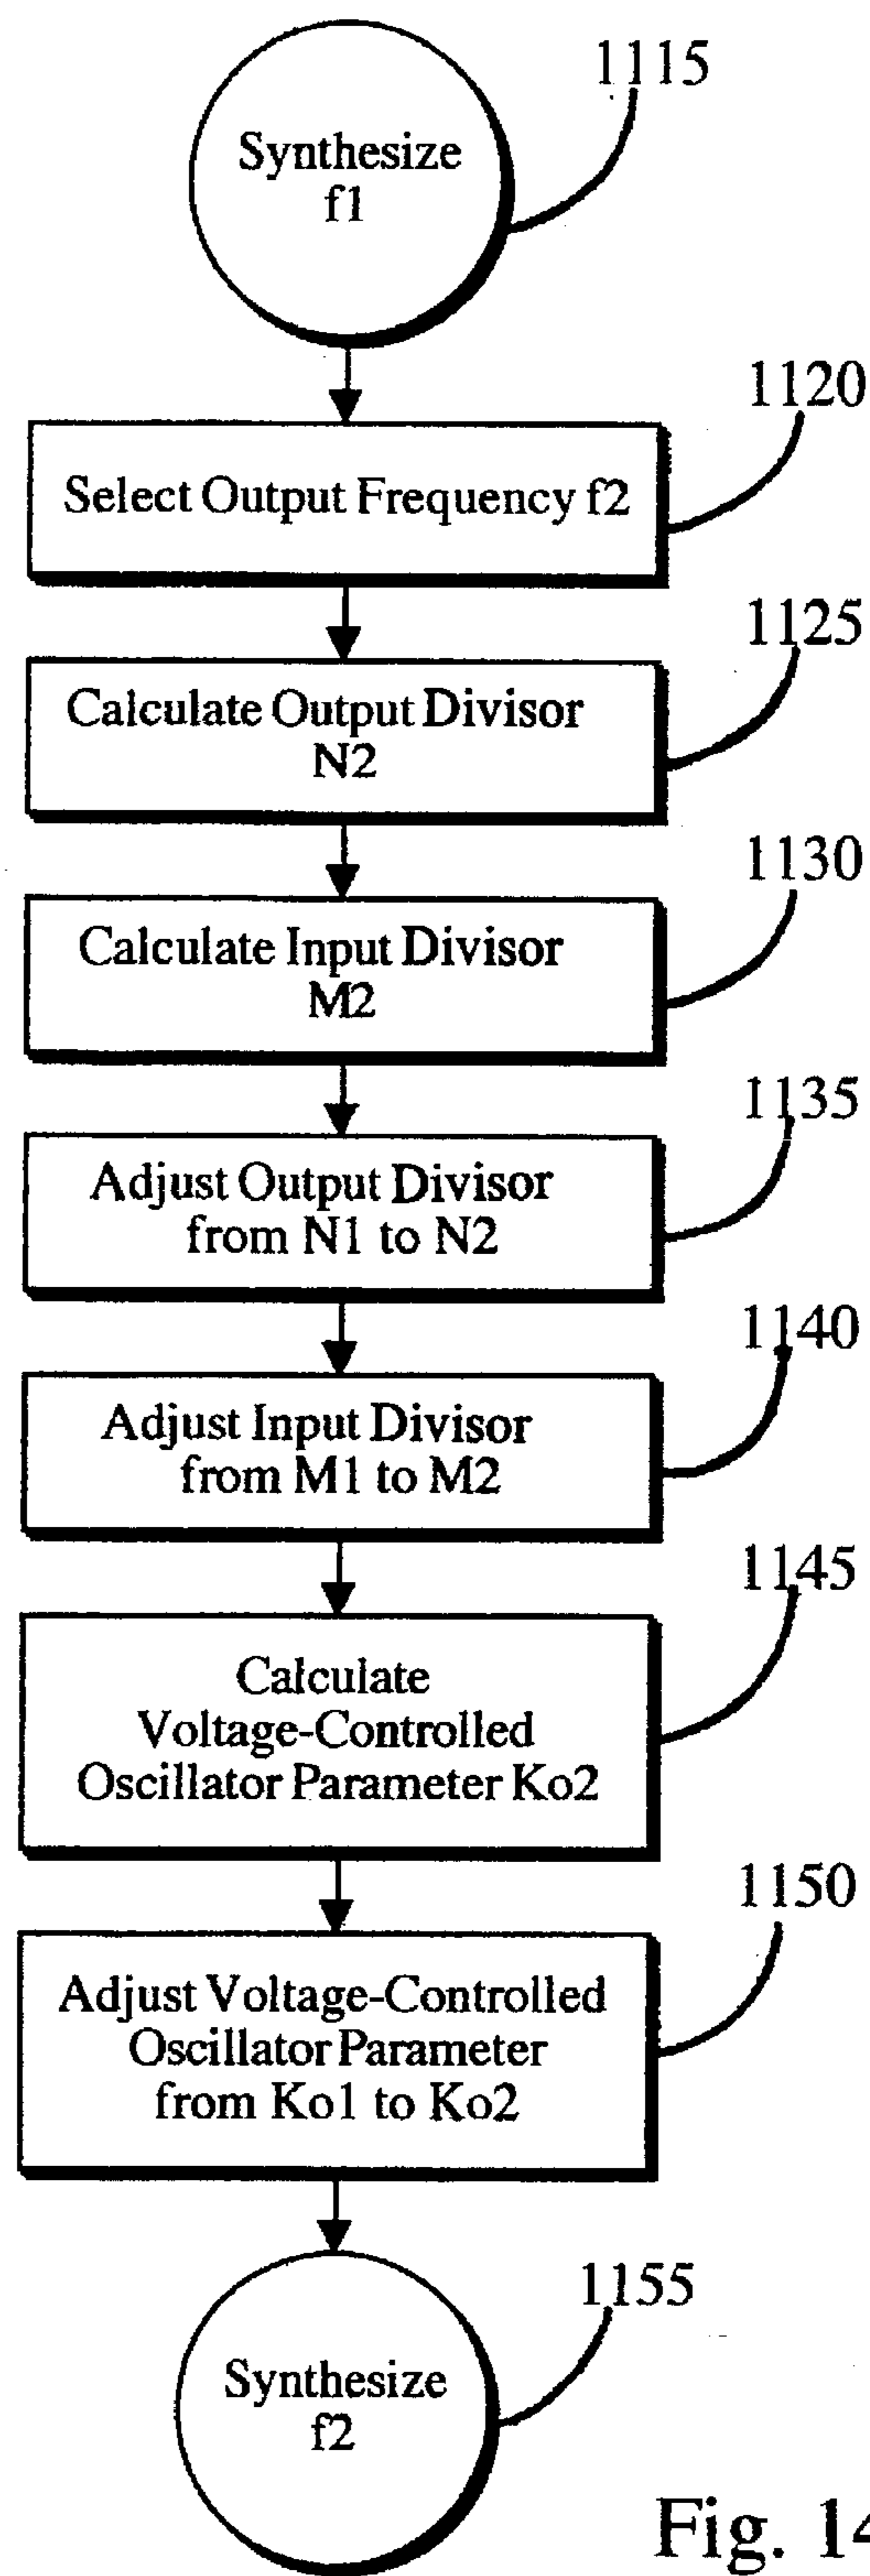 1115
Synthesize
f1
1120
Select Output Frequency f2
1125
Calculate Output Divisor
N2
1130
Calculate Input Divisor
M2
1135
Adjust Output Divisor
from N1 to N2
1140
Adjust Input Divisor
from M1 to M2
1145
Calculate
Voltage-Controlled
Oscillator Parameter Ko2
1150
Adjust Voltage-Controlled
Oscillator Parameter
from Ko1 to Ko2
1155
Synthesize
f2
Fig. 14